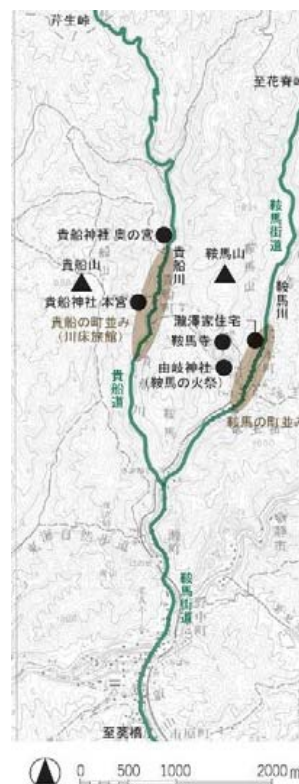 芹生峠
至花脊峠
鞍馬街道
貴船神社 奥の宮
貴船川
鞍馬山
鞍馬川
貴船山
貴船神社 本宮
瀧澤家住宅
貴船の町並み
(川床旅館)
鞍馬寺
由岐神社
(鞍馬の火祭)
貴船道
鞍馬の町並み
鞍馬街道
至葵橋
0 500 1000 2000m